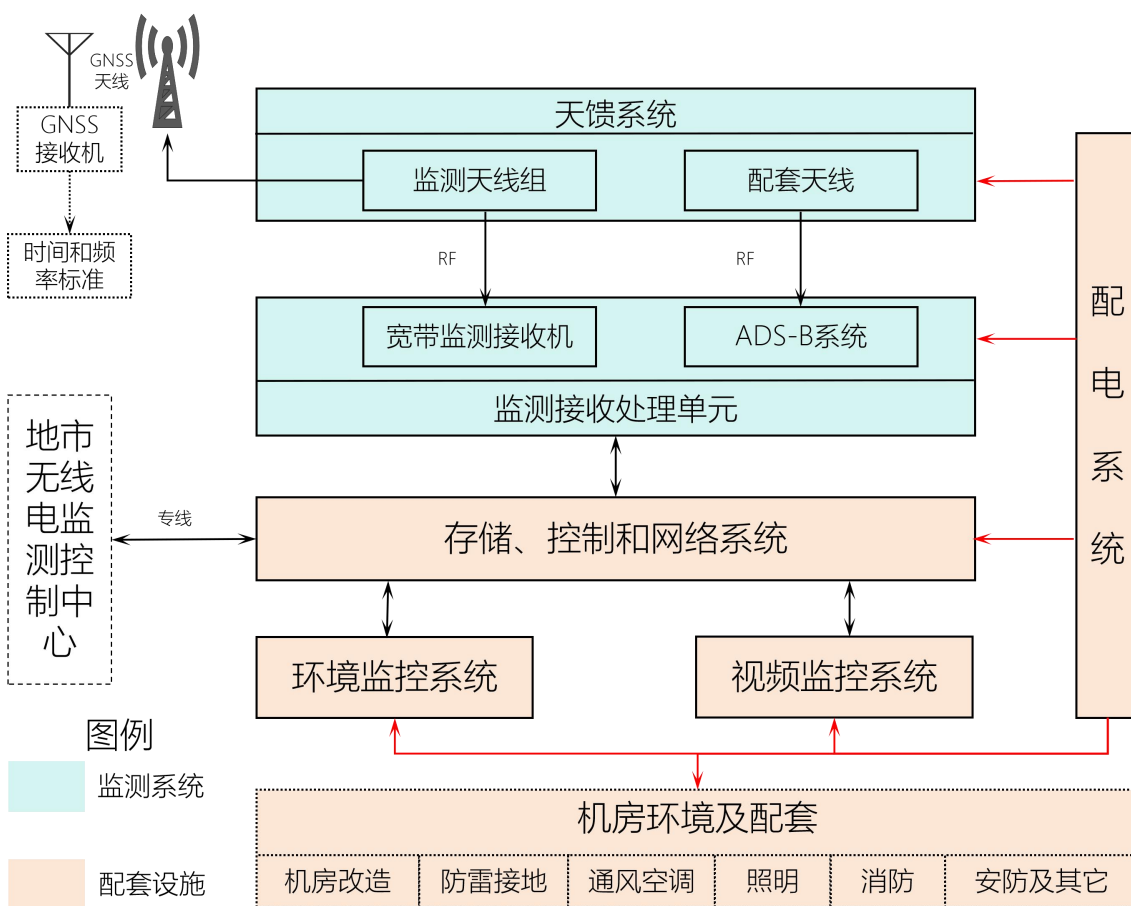 GNSS
天线
GNSS
接收机
时间和频
率标准
天馈系统
监测天线组
配套天线
RF
RF
宽带监测接收机
ADS-B系统
监测接收处理单元
配
电
系
统
地市
无线
电监
测控
制中
心
专线
存储、控制和网络系统
环境监控系统
视频监控系统
图例
监测系统
配套设施
机房环境及配套
机房改造
防雷接地
通风空调
照明
消防
安防及其它